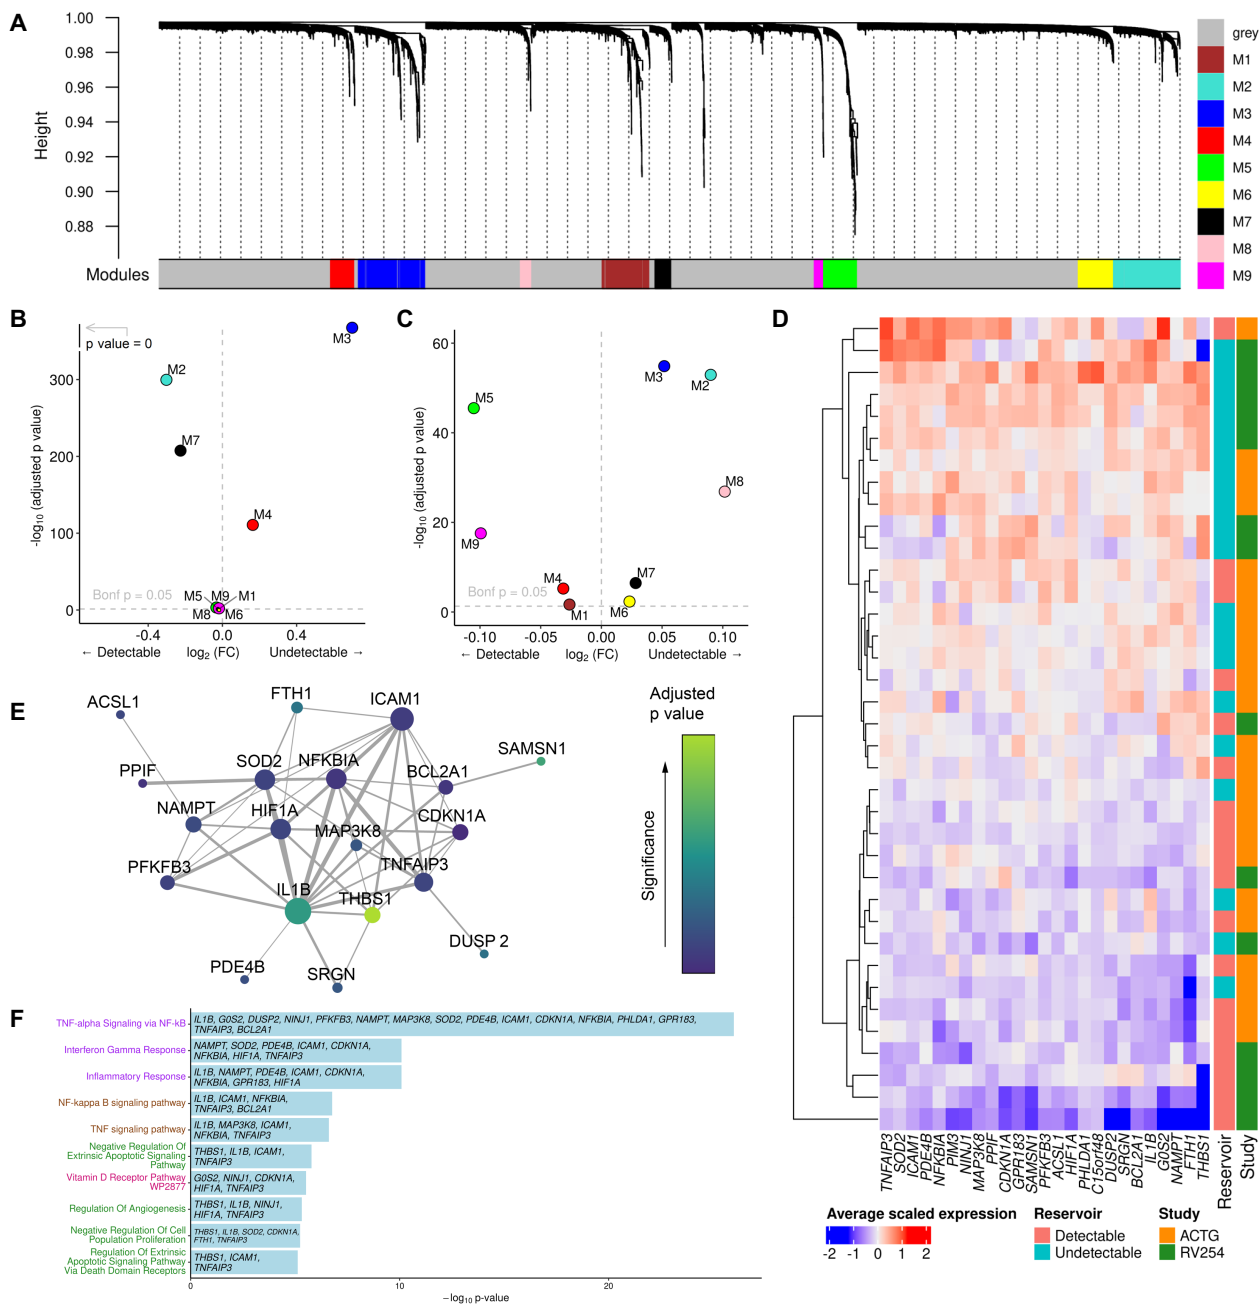 A
1.00
0.98
0.96
0.94
0.92
0.90
0.88
Height
Modules
grey
M1
M2
M3
M4
M5
M6
M7
M8
M9
B
p value = 0
M3
M2
M7
M4
M5 M9 M1
M8 M6
Bonf p = 0.05
300
200
100
0
-log10 (adjusted p value)
-0.4 0.0 0.4
← Detectable log2 (FC) Undetectable →
C
60
40
20
0
-log10 (adjusted p value)
M3
M2
M5
M8
M9
M4
M7
M1
M6
Bonf p = 0.05
-0.10 -0.05 0.00 0.05 0.10
← Detectable log2 (FC) Undetectable →
D
TNFAIP3
SOD2
ICAM1
PDE4B
NFKBIA
PIM3
NINJ1
MAP3K8
PPIF
CDKN1A
GPR183
SAMSN1
PFKFB3
ACSL1
HIF1A
PHLDA1
C15orf48
DUSP2
SRGN
BCL2A1
IL1B
G0S2
NAMPT
FTH1
THBS1
Reservoir
Study
Average scaled expression
-2 -1 0 1 2
Reservoir
Detectable
Undetectable
Study
ACTG
RV254
E
ACSL1
FTH1
ICAM1
PPIF
SOD2
NFKBIA
BCL2A1
SAMSN1
NAMPT
HIF1A
MAP3K8
CDKN1A
PFKFB3
IL1B
THBS1
TNFAIP3
DUSP 2
PDE4B
SRGN
Adjusted
p value
Significance
F
TNF-alpha Signaling via NF-kB
IL1B, G0S2, DUSP2, NINJ1, PFKFB3, NAMPT, MAP3K8, SOD2, PDE4B, ICAM1, CDKN1A, NFKBIA, PHLDA1, GPR183,
TNFAIP3, BCL2A1
Interferon Gamma Response
NAMPT, SOD2, PDE4B, ICAM1, CDKN1A,
NFKBIA, HIF1A, TNFAIP3
Inflammatory Response
IL1B, NAMPT, PDE4B, ICAM1, CDKN1A,
NFKBIA, GPR183, HIF1A
NF-kappa B signaling pathway
IL1B, ICAM1, NFKBIA,
TNFAIP3, BCL2A1
TNF signaling pathway
IL1B, MAP3K8, ICAM1,
NFKBIA, TNFAIP3
Negative Regulation Of
Extrinsic Apoptotic Signaling
Pathway
THBS1, IL1B, ICAM1,
TNFAIP3
Vitamin D Receptor Pathway
WP2877
G0S2, NINJ1, CDKN1A,
HIF1A, TNFAIP3
Regulation Of Angiogenesis
THBS1, IL1B, NINJ1,
HIF1A, TNFAIP3
Negative Regulation Of Cell
Population Proliferation
THBS1, IL1B, SOD2, CDKN1A,
FTH1, TNFAIP3
Regulation Of Extrinsic
Apoptotic Signaling Pathway
Via Death Domain Receptors
THBS1, ICAM1,
TNFAIP3
0 10 20
−log10 p-value